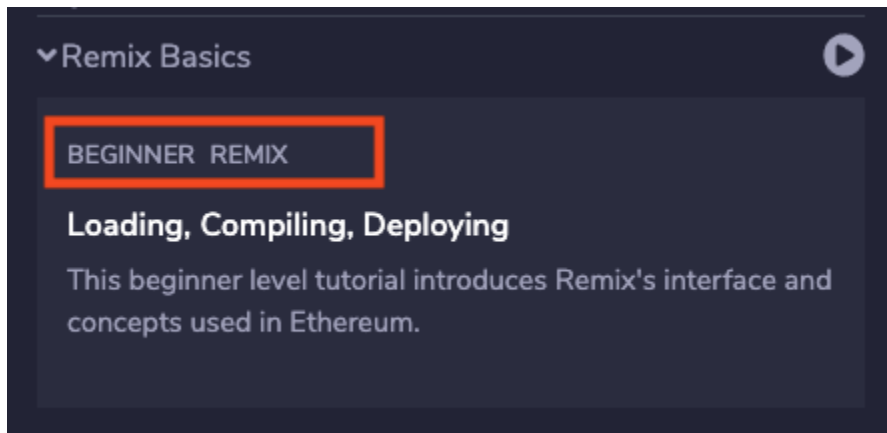 Remix Basics
BEGINNER REMIX
Loading, Compiling, Deploying
This beginner level tutorial introduces Remix's interface and
concepts used in Ethereum.